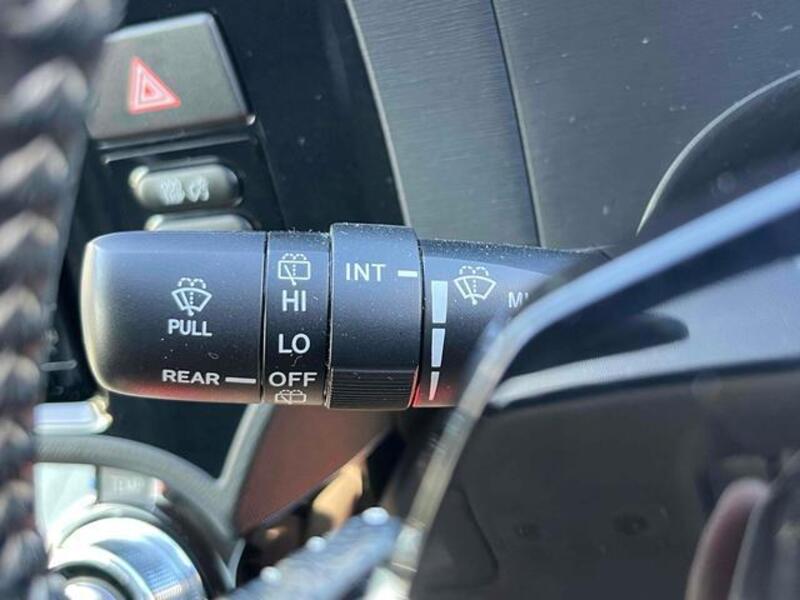 PULL
REAR
HI
LO
OFF
INT